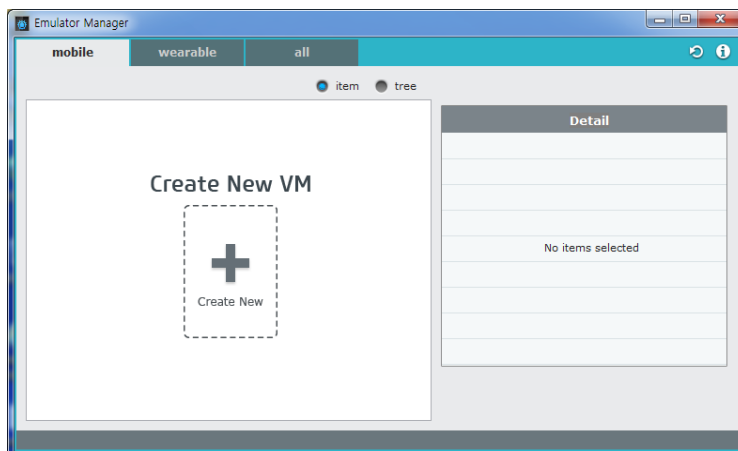 Emulator Manager
mobile wearable all
item tree
Create New VM
Create New
Detail
No items selected